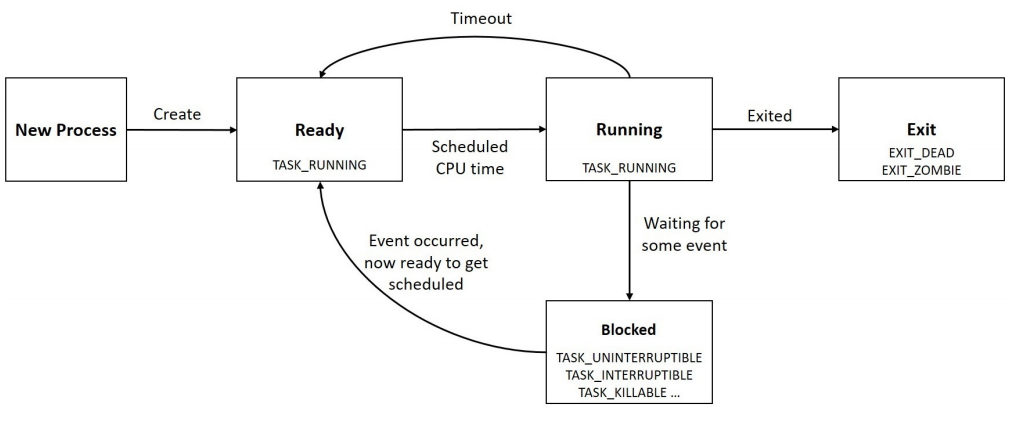 Timeout
New Process
Create
Ready
TASK_RUNNING
Scheduled
CPU time
Running
TASK_RUNNING
Exited
Exit
EXIT_DEAD
EXIT_ZOMBIE
Event occurred,
now ready to get
scheduled
Waiting for
some event
Blocked
TASK_UNINTERRUPTIBLE
TASK_INTERRUPTIBLE
TASK_KILLABLE ...